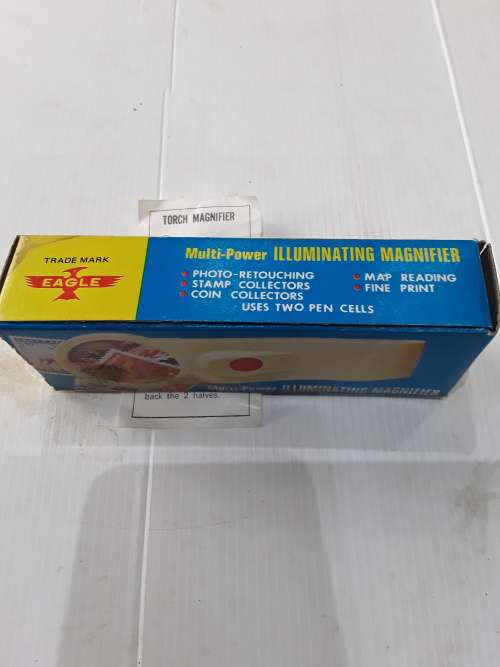 TORCH MAGNIFIER
TRADE MARK
EAGLE
Multi-Power ILLUMINATING MAGNIFIER
PHOTO-RETOUCHING
STAMP COLLECTORS
COIN COLLECTORS
MAP READING
FINE PRINT
USES TWO PEN CELLS
Multi-Power ILLUMINATING MAGNIFIER
back the 2 halves.